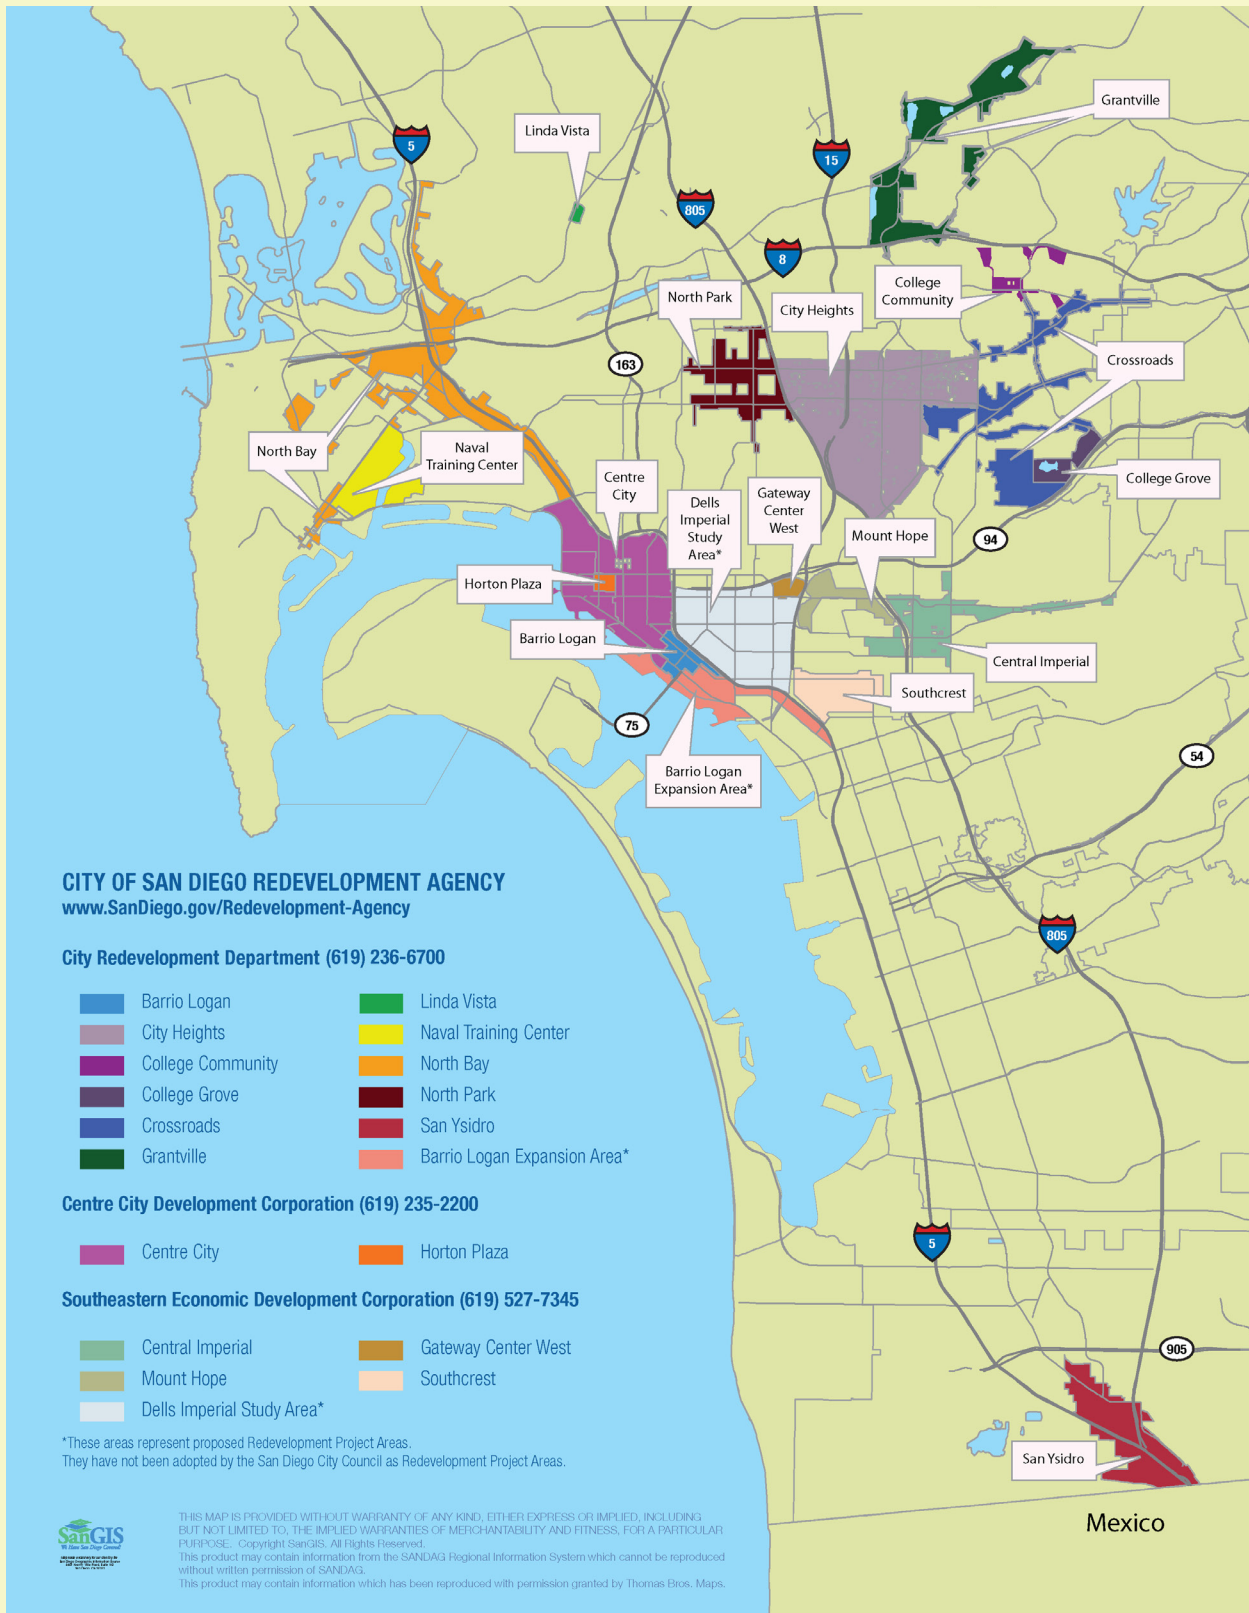 Grantville
Linda Vista
5
15
805
8
College
Community
North Park
City Heights
163
Crossroads
North Bay
Naval
Training Center
Centre
City
Dells
Imperial
Study
Area*
Gateway
Center
West
College Grove
Mount Hope
94
Horton Plaza
Barrio Logan
Central Imperial
Southcrest
75
54
Barrio Logan
Expansion Area*
CITY OF SAN DIEGO REDEVELOPMENT AGENCY
www.SanDiego.gov/Redevelopment-Agency
805
City Redevelopment Department (619) 236-6700
Barrio Logan
Linda Vista
City Heights
Naval Training Center
College Community
North Bay
College Grove
North Park
Crossroads
San Ysidro
Grantville
Barrio Logan Expansion Area*
Centre City Development Corporation (619) 235-2200
Centre City
Horton Plaza
5
Southeastern Economic Development Corporation (619) 527-7345
Central Imperial
Gateway Center West
Mount Hope
Southcrest
Dells Imperial Study Area*
905
*These areas represent proposed Redevelopment Project Areas.
They have not been adopted by the San Diego City Council as Redevelopment Project Areas.
San Ysidro
Mexico
SanGIS
We Have San Diego Covered!
THIS MAP IS PROVIDED WITHOUT WARRANTY OF ANY KIND, EITHER EXPRESS OR IMPLIED, INCLUDING
BUT NOT LIMITED TO, THE IMPLIED WARRANTIES OF MERCHANTABILITY AND FITNESS, FOR A PARTICULAR
PURPOSE. Copyright SanGIS. All Rights Reserved.
This product may contain information from the SANDAG Regional Information System which cannot be reproduced
without written permission of SANDAG.
This product may contain information which has been reproduced with permission granted by Thomas Bros. Maps.